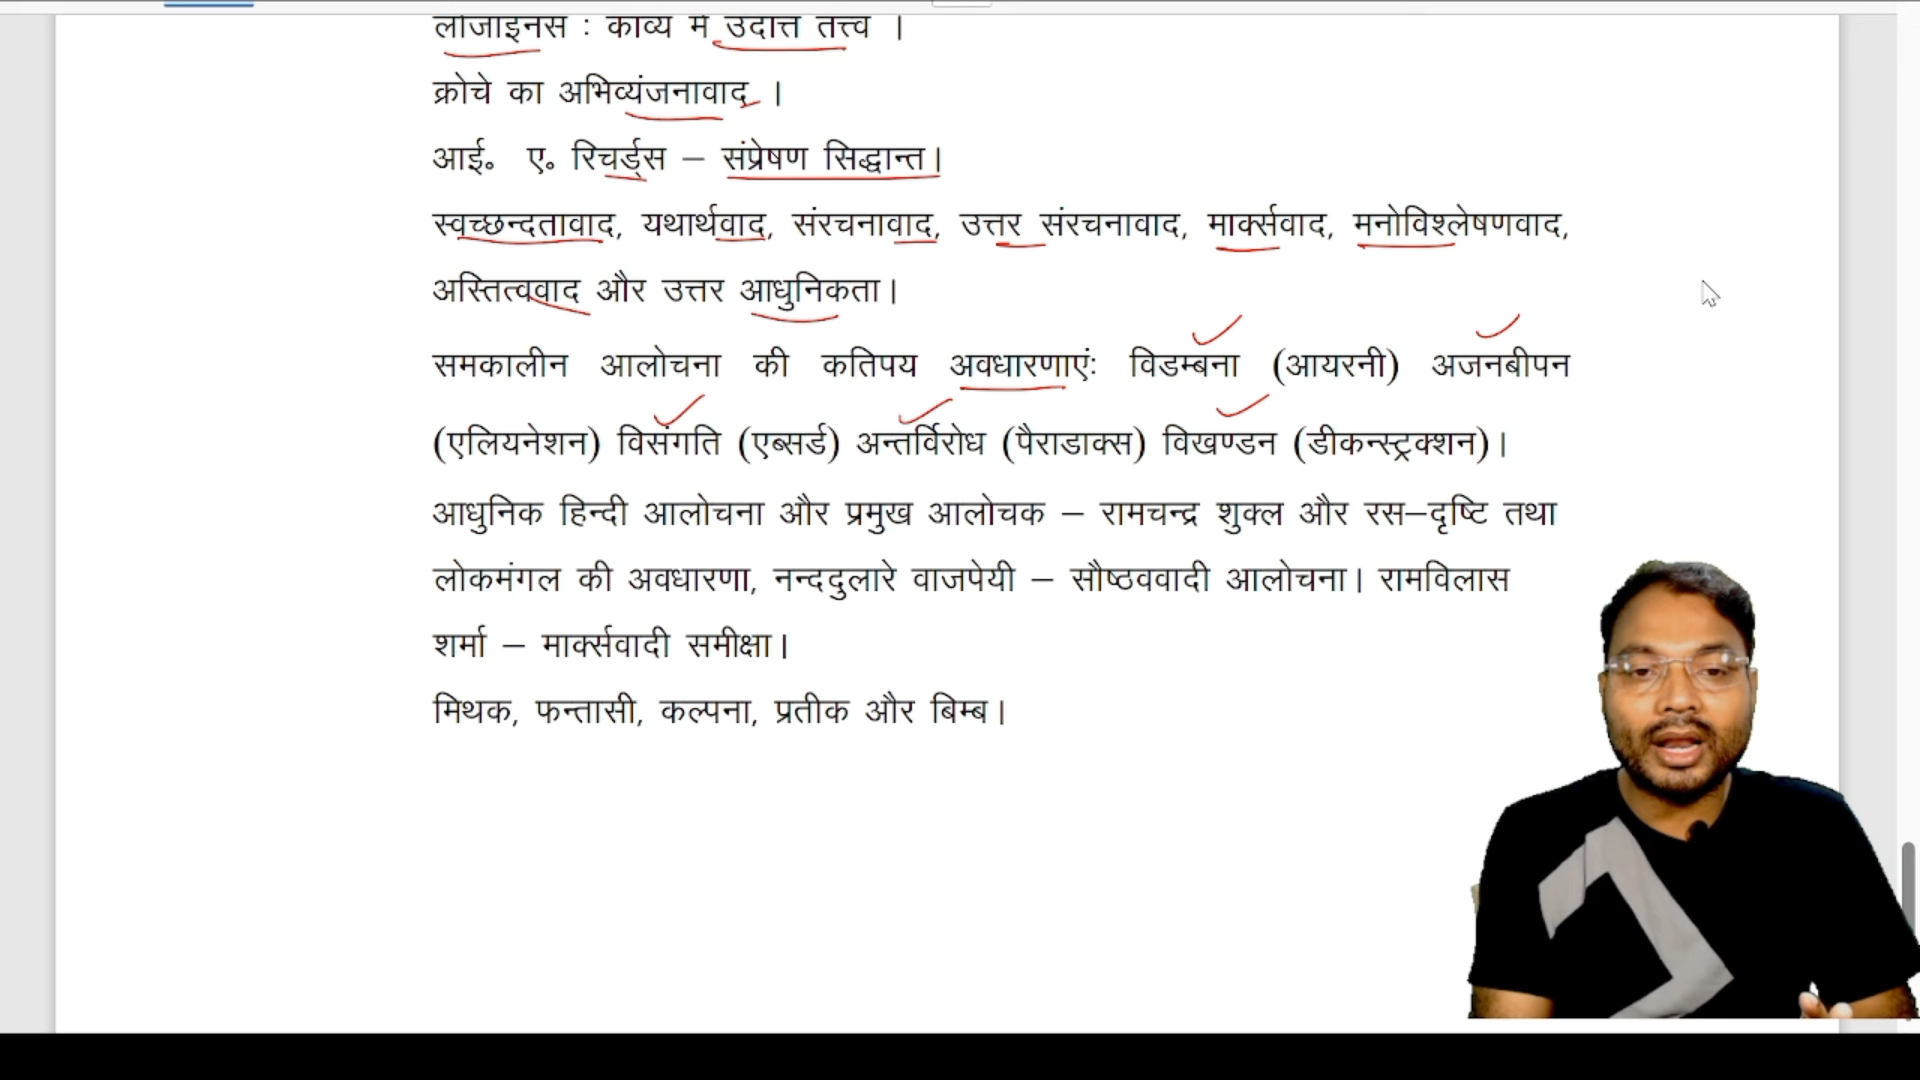 लोंजाइनस : काव्य में उदात्त तत्त्व ।
क्रोचे का अभिव्यंजनावाद ।
आई॰ ए॰ रिचर्ड्स – संप्रेषण सिद्धान्त।
स्वच्छन्दतावाद, यथार्थवाद, संरचनावाद, उत्तर संरचनावाद, मार्क्सवाद, मनोविश्लेषणवाद,
अस्तित्ववाद और उत्तर आधुनिकता।
समकालीन आलोचना की कतिपय अवधारणाएं: विडम्बना (आयरनी) अजनबीपन
(एलियनेशन) विसंगति (एब्सर्ड) अन्तर्विरोध (पैराडाक्स) विखण्डन (डीकन्स्ट्रक्शन)।
आधुनिक हिन्दी आलोचना और प्रमुख आलोचक – रामचन्द्र शुक्ल और रस–दृष्टि तथा
लोकमंगल की अवधारणा, नन्ददुलारे वाजपेयी – सौष्ठववादी आलोचना। रामविलास
शर्मा – मार्क्सवादी समीक्षा।
मिथक, फन्तासी, कल्पना, प्रतीक और बिम्ब।